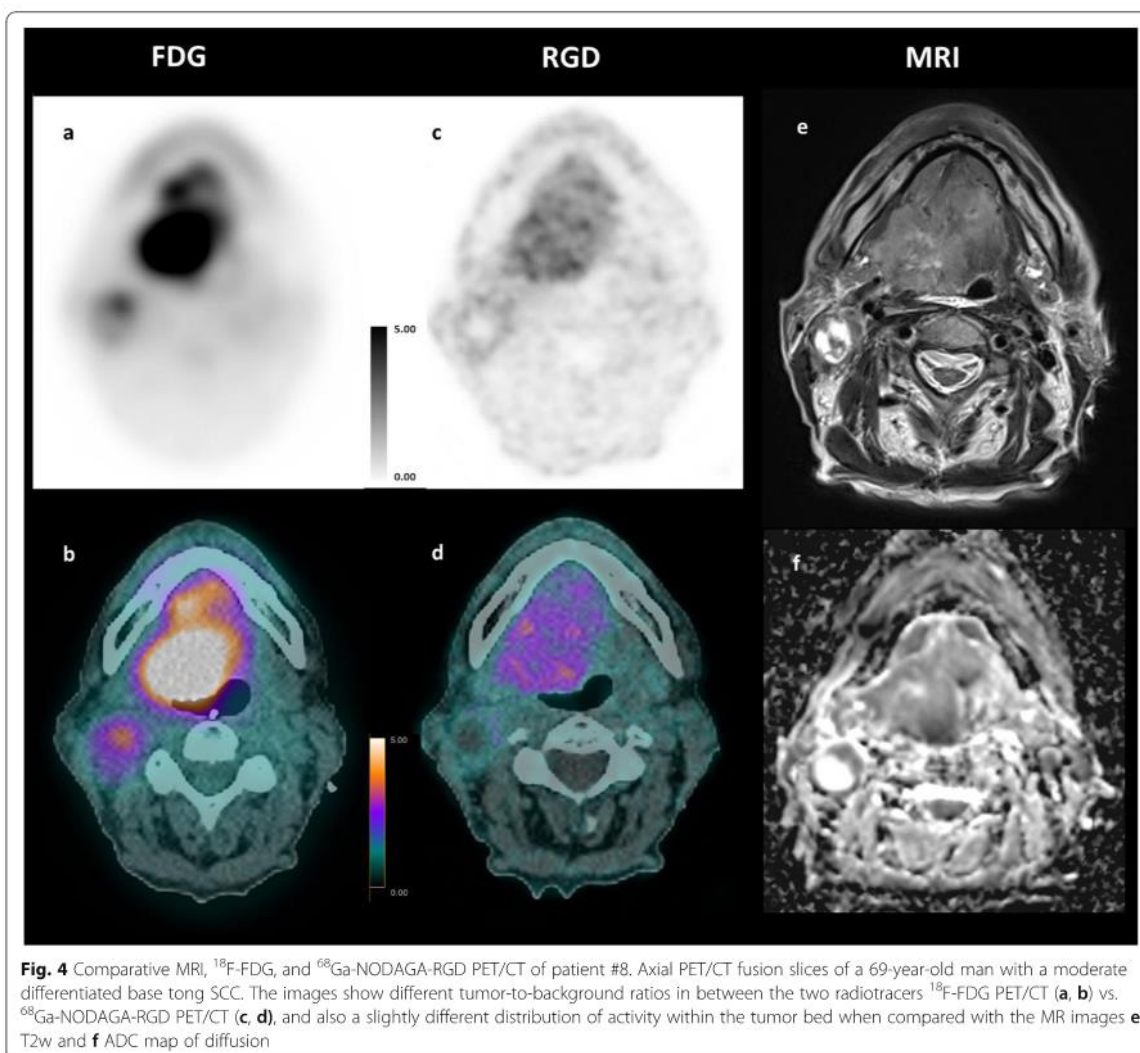 FDG
RGD
MRI
a
c
e
5.00
0.00
b
d
f
5.00
0.00
Fig. 4 Comparative MRI, ¹⁸F-FDG, and ⁶⁸Ga-NODAGA-RGD PET/CT of patient #8. Axial PET/CT fusion slices of a 69-year-old man with a moderate
differentiated base tong SCC. The images show different tumor-to-background ratios in between the two radiotracers ¹⁸F-FDG PET/CT (a, b) vs.
⁶⁸Ga-NODAGA-RGD PET/CT (c, d), and also a slightly different distribution of activity within the tumor bed when compared with the MR images e
T2w and f ADC map of diffusion